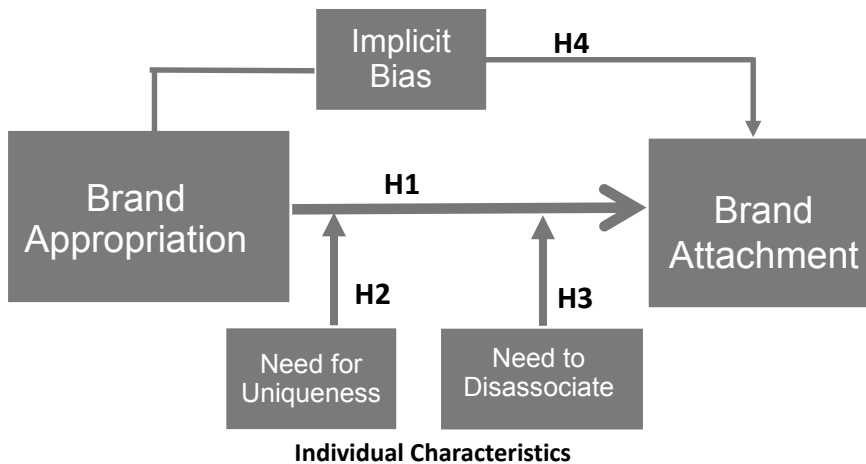 Implicit
Bias
H4
Brand
Appropriation
H1
Brand
Attachment
H2
H3
Need for
Uniqueness
Need to
Disassociate
Individual Characteristics